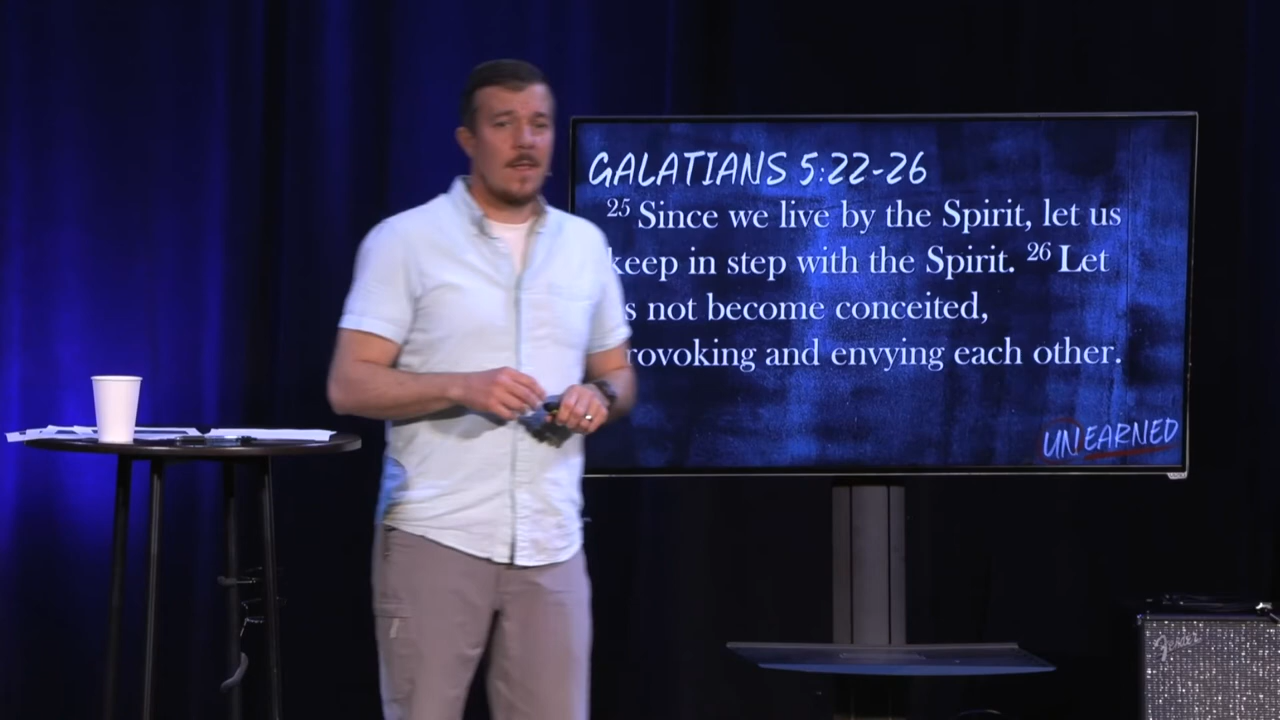 GALATIANS 5:22-26
25 Since we live by the Spirit, let us
keep in step with the Spirit. 26 Let
s not become conceited,
rovoking and envying each other.
UNEARNED